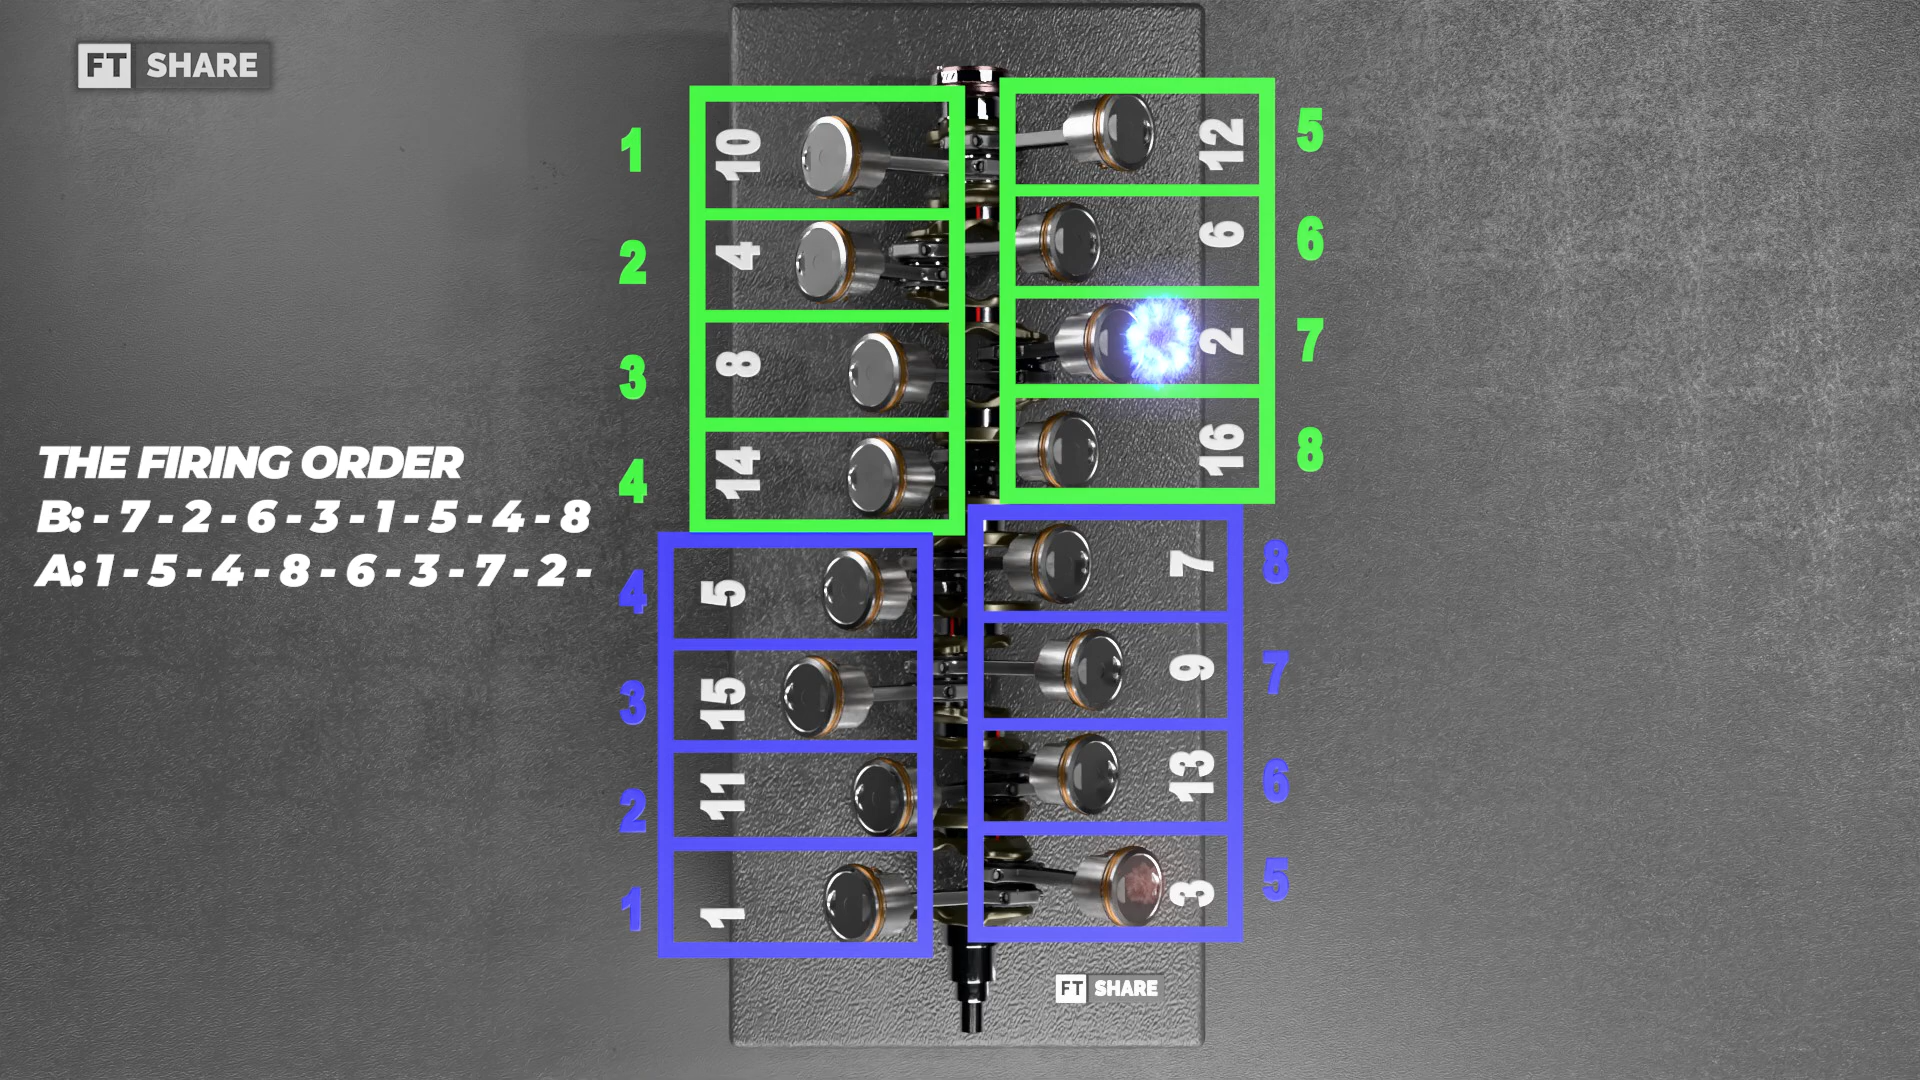 FT SHARE
1 10 12 5
2 4 6 6
3 8 2 7
4 14 16 8
THE FIRING ORDER
B: - 7 - 2 - 6 - 3 - 1 - 5 - 4 - 8
A: 1 - 5 - 4 - 8 - 6 - 3 - 7 - 2 -
4 5 7 8
3 15 9 7
2 11 13 6
1 1 3 5
FT SHARE